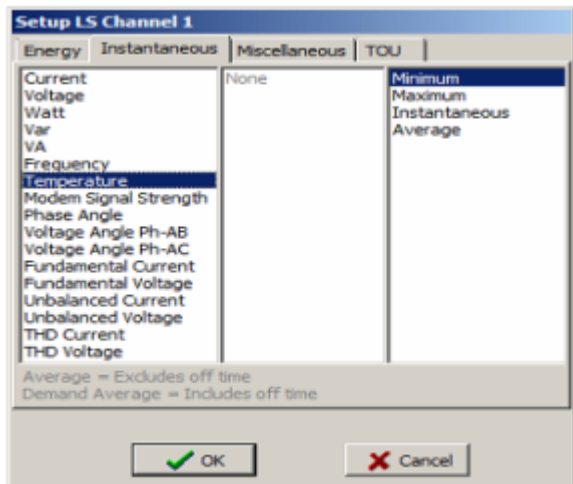 Setup LS Channel 1
Energy
Instantaneous
Miscellaneous
TOU
Current
Voltage
Watt
Var
VA
Frequency
Temperature
Modem Signal Strength
Phase Angle
Voltage Angle Ph-AB
Voltage Angle Ph-AC
Fundamental Current
Fundamental Voltage
Unbalanced Current
Unbalanced Voltage
THD Current
THD Voltage
None
Minimum
Maximum
Instantaneous
Average
Average = Excludes off time
Demand Average = Includes off time
OK
Cancel